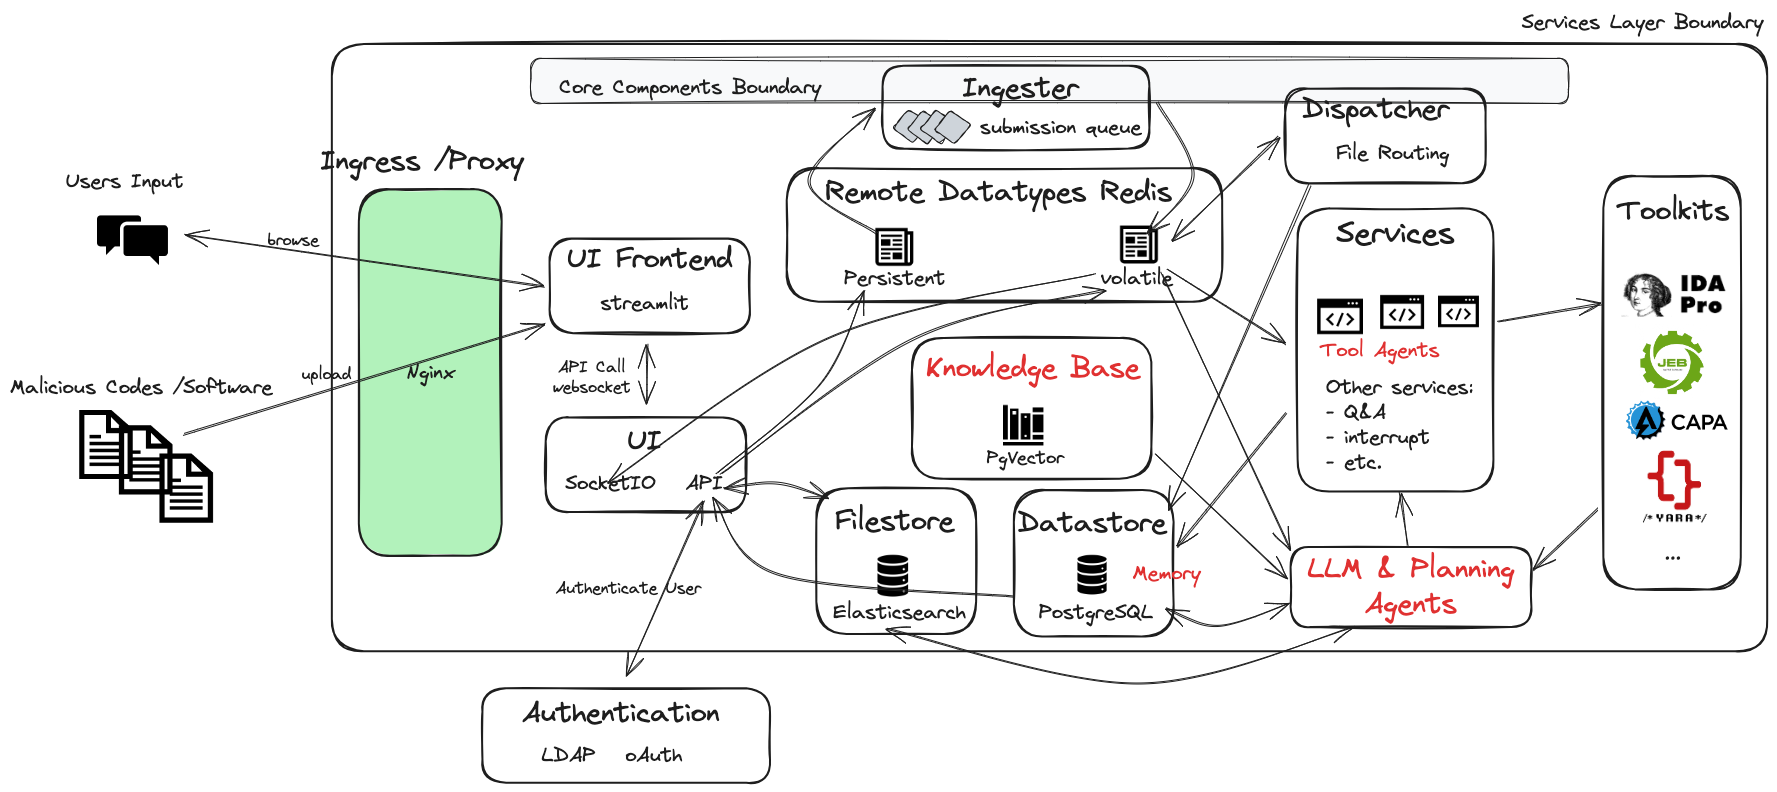 Services Layer Boundary
Core Components Boundary
Ingester
submission queue
Dispatcher
File Routing
Ingress /Proxy
Nginx
Users Input
browse
Malicious Codes /Software
upload
UI Frontend
streamlit
API Call
websocket
UI
SocketIO API
Remote Datatypes Redis
Persistent
volatile
Knowledge Base
PgVector
Filestore
Elasticsearch
Datastore
Memory
PostgreSQL
Services
</>
</>
</>
Tool Agents
Other services:
- Q&A
- interrupt
- etc.
LLM & Planning
Agents
Toolkits
IDA
Pro
JEB
CAPA
/*YARA*/
...
Authenticate User
Authentication
LDAP oAuth